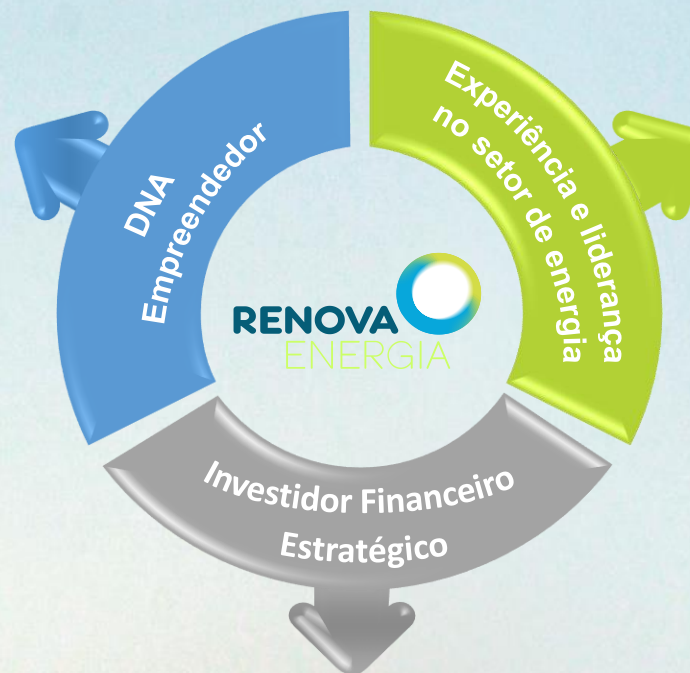 DNA
Empreendedor
Experiência e liderança
no setor de energia
RENOVA
ENERGIA
Investidor Financeiro
Estratégico